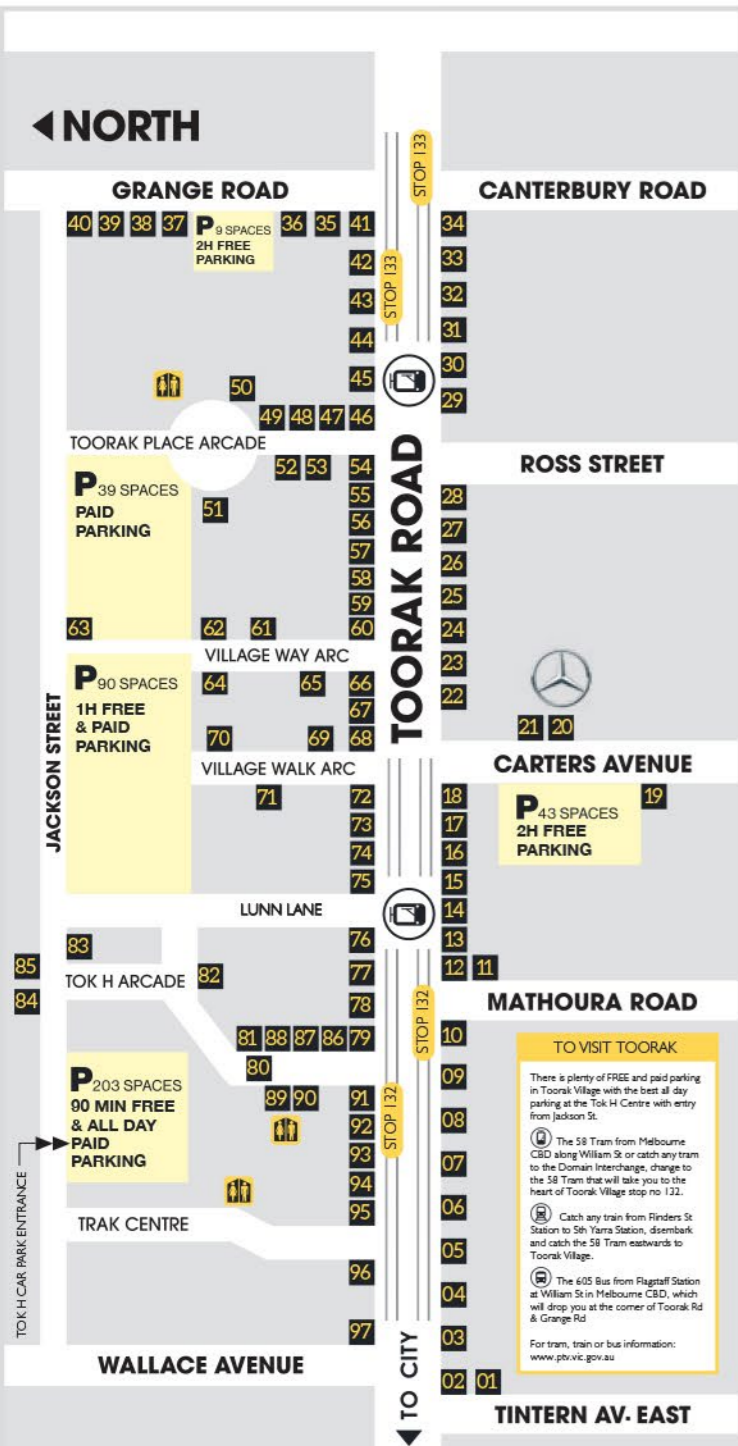 NORTH
STOP 133
GRANGE ROAD
CANTERBURY ROAD
40 39 38 37
P 9 SPACES
2H FREE
PARKING
36 35 41
34
42
STOP 133
33
43
32
44
31
45
30
50
29
49 48 47 46
TOORAK PLACE ARCADE
TOORAK ROAD
ROSS STREET
52 53 54
P 39 SPACES
PAID
PARKING
51
55
28
56
27
57
26
58
25
59
63 62 61 60
24
VILLAGE WAY ARC
23
P 90 SPACES
1H FREE
& PAID
PARKING
64 65 66
22
67
70 69 68
21 20
JACKSON STREET
VILLAGE WALK ARC
CARTERS AVENUE
71 72
18
P 43 SPACES
2H FREE
PARKING
19
73
17
74
16
75
15
LUNN LANE
14
76
13
83
85
TOK H ARCADE
82
77
12 11
84
78
STOP 132
MATHOURA ROAD
81 88 87 86 79
10
80
P 203 SPACES
90 MIN FREE
& ALL DAY
PAID
PARKING
89 90 91
STOP 132
09
92
08
93
07
94
95
06
TOK H CAR PARK ENTRANCE
TRAK CENTRE
05
96
04
97
03
WALLACE AVENUE
TO CITY
02 01
TINTERN AV. EAST
TO VISIT TOORAK
There is plenty of FREE and paid parking
in Toorak Village with the best all day
parking at the Tok H Centre with entry
from Jackson St.
The 58 Tram from Melbourne
CBD along William St or catch any tram
to the Domain Interchange, change to
the 58 Tram that will take you to the
heart of Toorak Village stop no 132.
Catch any train from Flinders St
Station to Sth Yarra Station, disembark
and catch the 58 Tram eastwards to
Toorak Village.
The 605 Bus from Flagstaff Station
at William St in Melbourne CBD, which
will drop you at the corner of Toorak Rd
& Grange Rd
For tram, train or bus information:
www.ptv.vic.gov.au